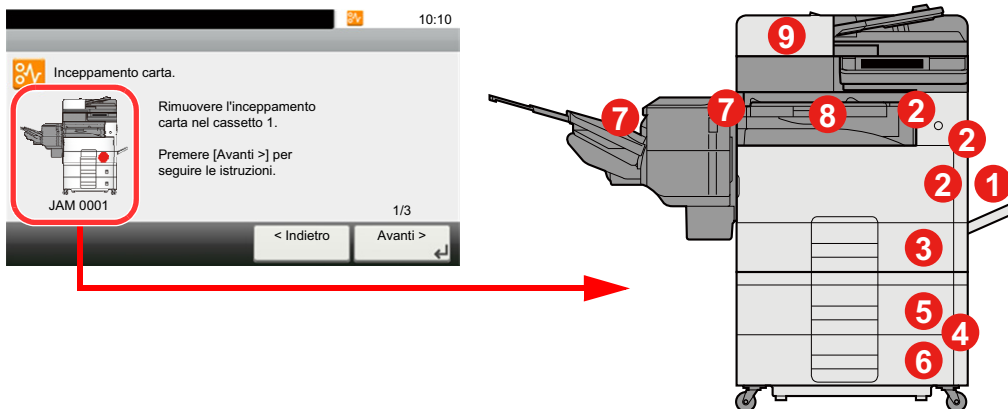 10:10
Inceppamento carta.
Rimuovere l'inceppamento
carta nel cassetto 1.
Premere [Avanti >] per
seguire le istruzioni.
JAM 0001
1/3
< Indietro
Avanti >
9
7
7
8
2
2
2
1
3
5
4
6